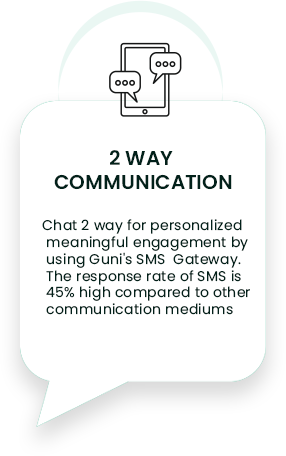 2 WAY
COMMUNICATION
Chat 2 way for personalized
meaningful engagement by
using Guni's SMS Gateway.
The response rate of SMS is
45% high compared to other
communication mediums